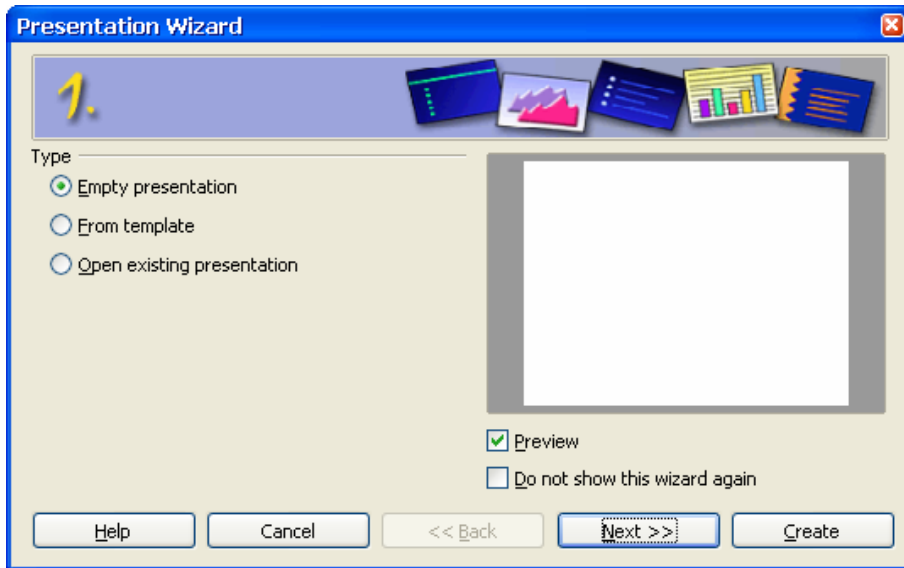 Presentation Wizard
1.
Type
Empty presentation
From template
Open existing presentation
Preview
Do not show this wizard again
Help
Cancel
<< Back
Next >>
Create